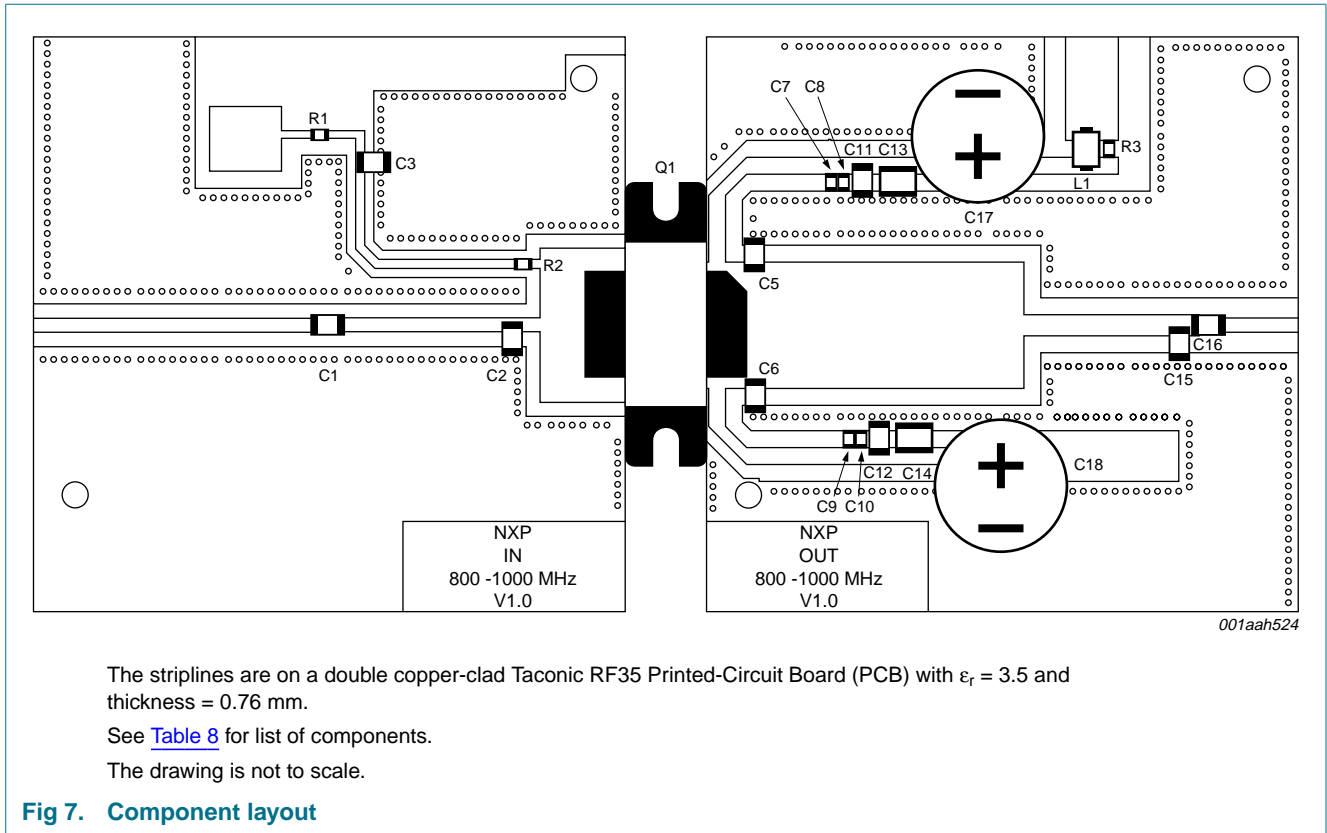 C7 C8
R1
C3
Q1
C11 C13
R3
L1
C17
R2
C5
C16
C1
C2
C6
C15
C18
C12 C14
C9 C10
NXP
IN
800 -1000 MHz
V1.0
NXP
OUT
800 -1000 MHz
V1.0
001aah524
The striplines are on a double copper-clad Taconic RF35 Printed-Circuit Board (PCB) with εr = 3.5 and
thickness = 0.76 mm.
See Table 8 for list of components.
The drawing is not to scale.
Fig 7. Component layout